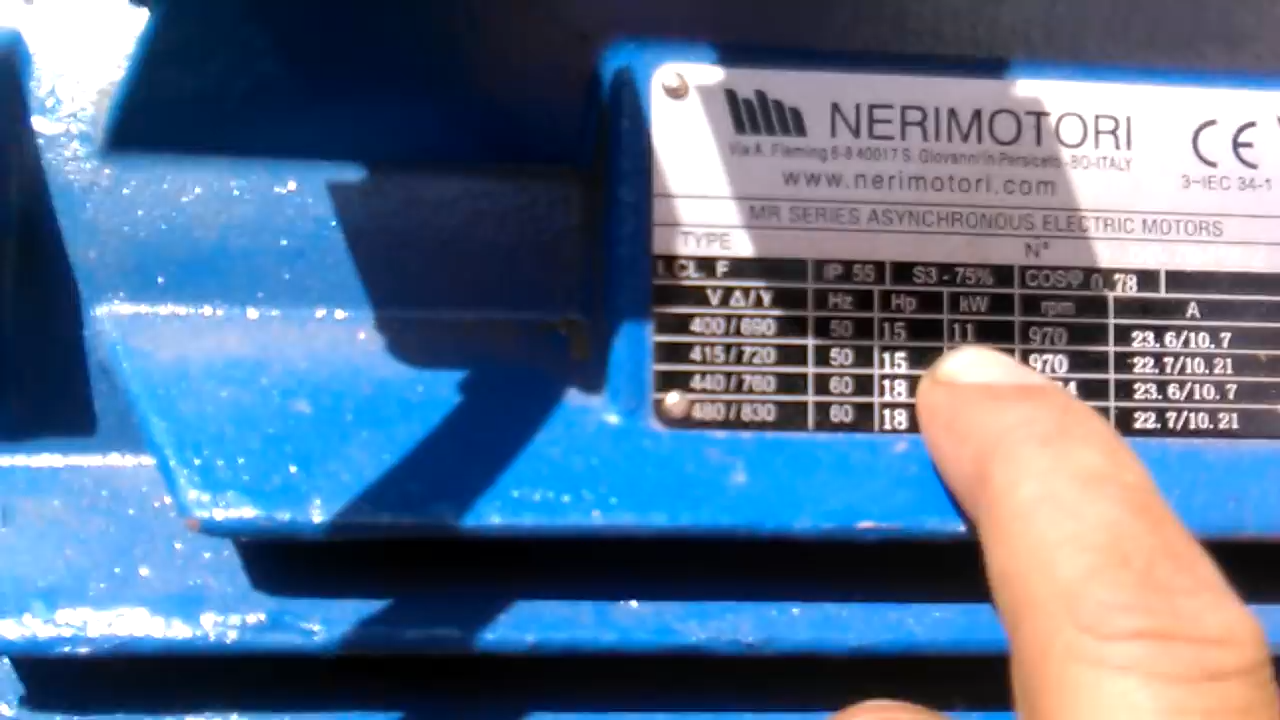 NERIMOTORI
Via A. Fleming 6-8 40017 S. Giovanni in Persiceto -BO-ITALY
CE
www.nerimotori.com
3~IEC 34-1
MR SERIES ASYNCHRONOUS ELECTRIC MOTORS
TYPE N°
I.CL. F IP 55 S3 - 75% COSφ 0,78
V Δ/Y Hz Hp kW rpm A
400/690 50 15 11 970 23.6/10.7
415/720 50 15 970 22.7/10.21
440/760 60 18 23.6/10.7
480/830 60 18 22.7/10.21